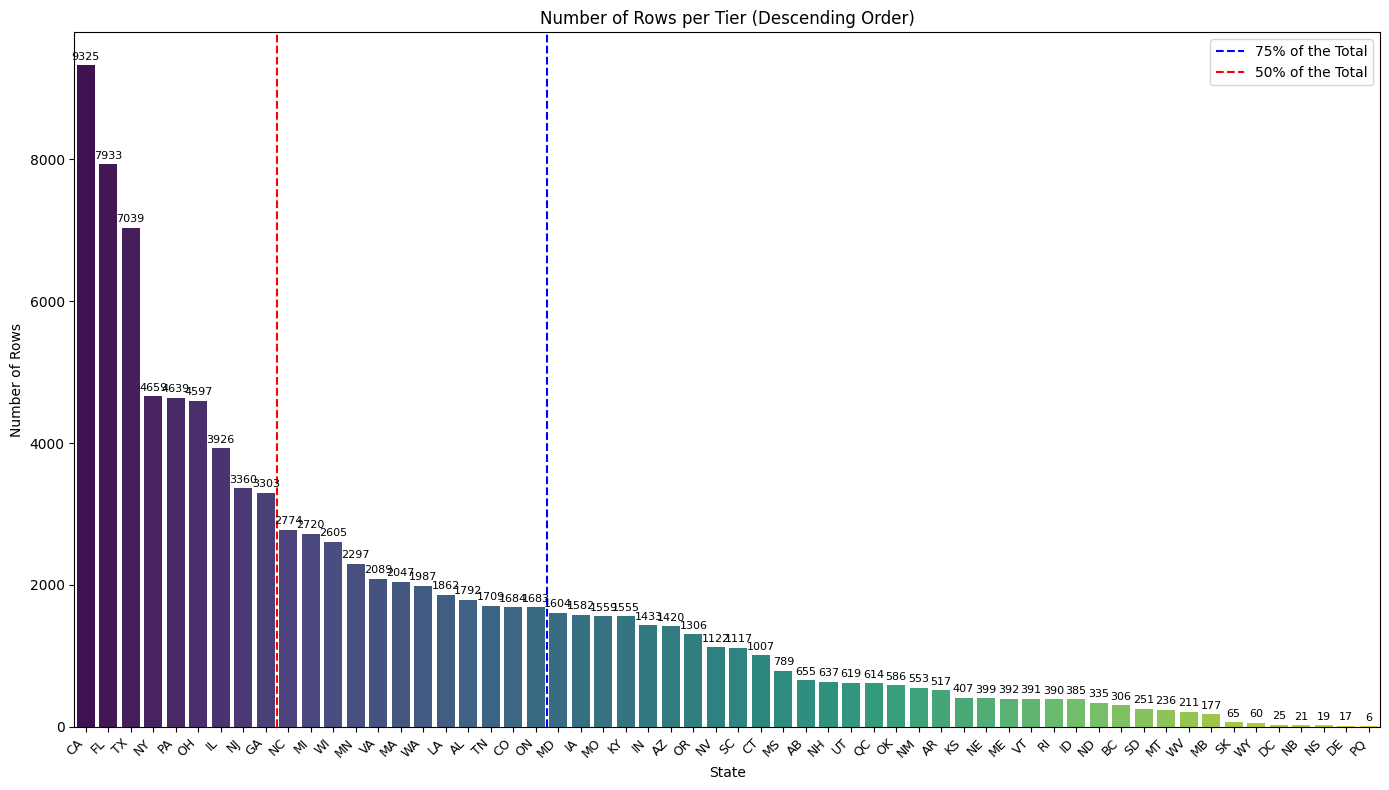 Number of Rows per Tier (Descending Order)
75% of the Total
50% of the Total
Number of Rows
8000
6000
4000
2000
0
9325
7933
7039
4659
4639
4597
3926
3360
3303
2774
2720
2605
2297
2089
2047
1987
1862
1792
1709
1684
1683
1604
1582
1559
1555
1433
1420
1306
1122
1117
1007
789
655
637
619
614
586
553
517
407
399
392
391
390
385
335
306
251
236
211
177
65
60
25
21
19
17
6
CA
FL
TX
NY
PA
OH
IL
NJ
GA
NC
MI
WI
MN
VA
MA
WA
LA
AL
TN
CO
ON
MD
IA
MO
KY
IN
AZ
OR
NV
SC
CT
MS
AB
NH
UT
QC
OK
NM
AR
KS
NE
ME
VT
RI
ID
ND
BC
SD
MT
WV
MB
SK
WY
DC
NB
NS
DE
PQ
State